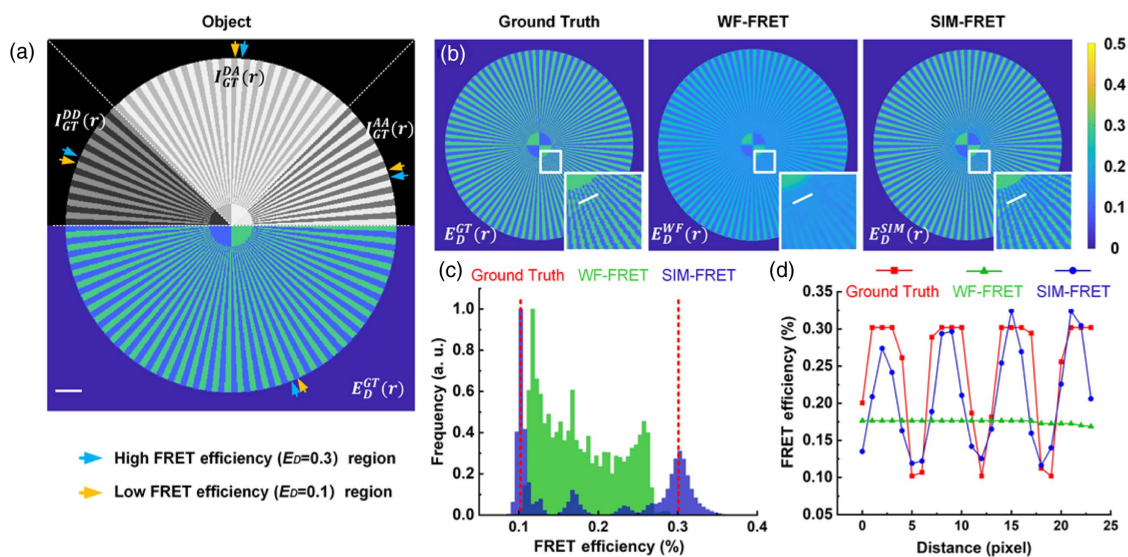 Object
(a)
I_GT^DA(r)
I_GT^DD(r)
I_GT^AA(r)
E_D^GT(r)
High FRET efficiency (E_D=0.3) region
Low FRET efficiency (E_D=0.1) region
Ground Truth WF-FRET SIM-FRET
(b)
E_D^GT(r) E_D^WF(r) E_D^SIM(r)
0.5
0.4
0.3
0.2
0.1
0
(c)
Ground Truth WF-FRET SIM-FRET
Frequency (a. u.)
1.0
0.8
0.6
0.4
0.2
0.0
0.1 0.2 0.3 0.4
FRET efficiency (%)
(d)
Ground Truth WF-FRET SIM-FRET
FRET efficiency (%)
0.35
0.30
0.25
0.20
0.15
0.10
0.05
0 5 10 15 20 25
Distance (pixel)